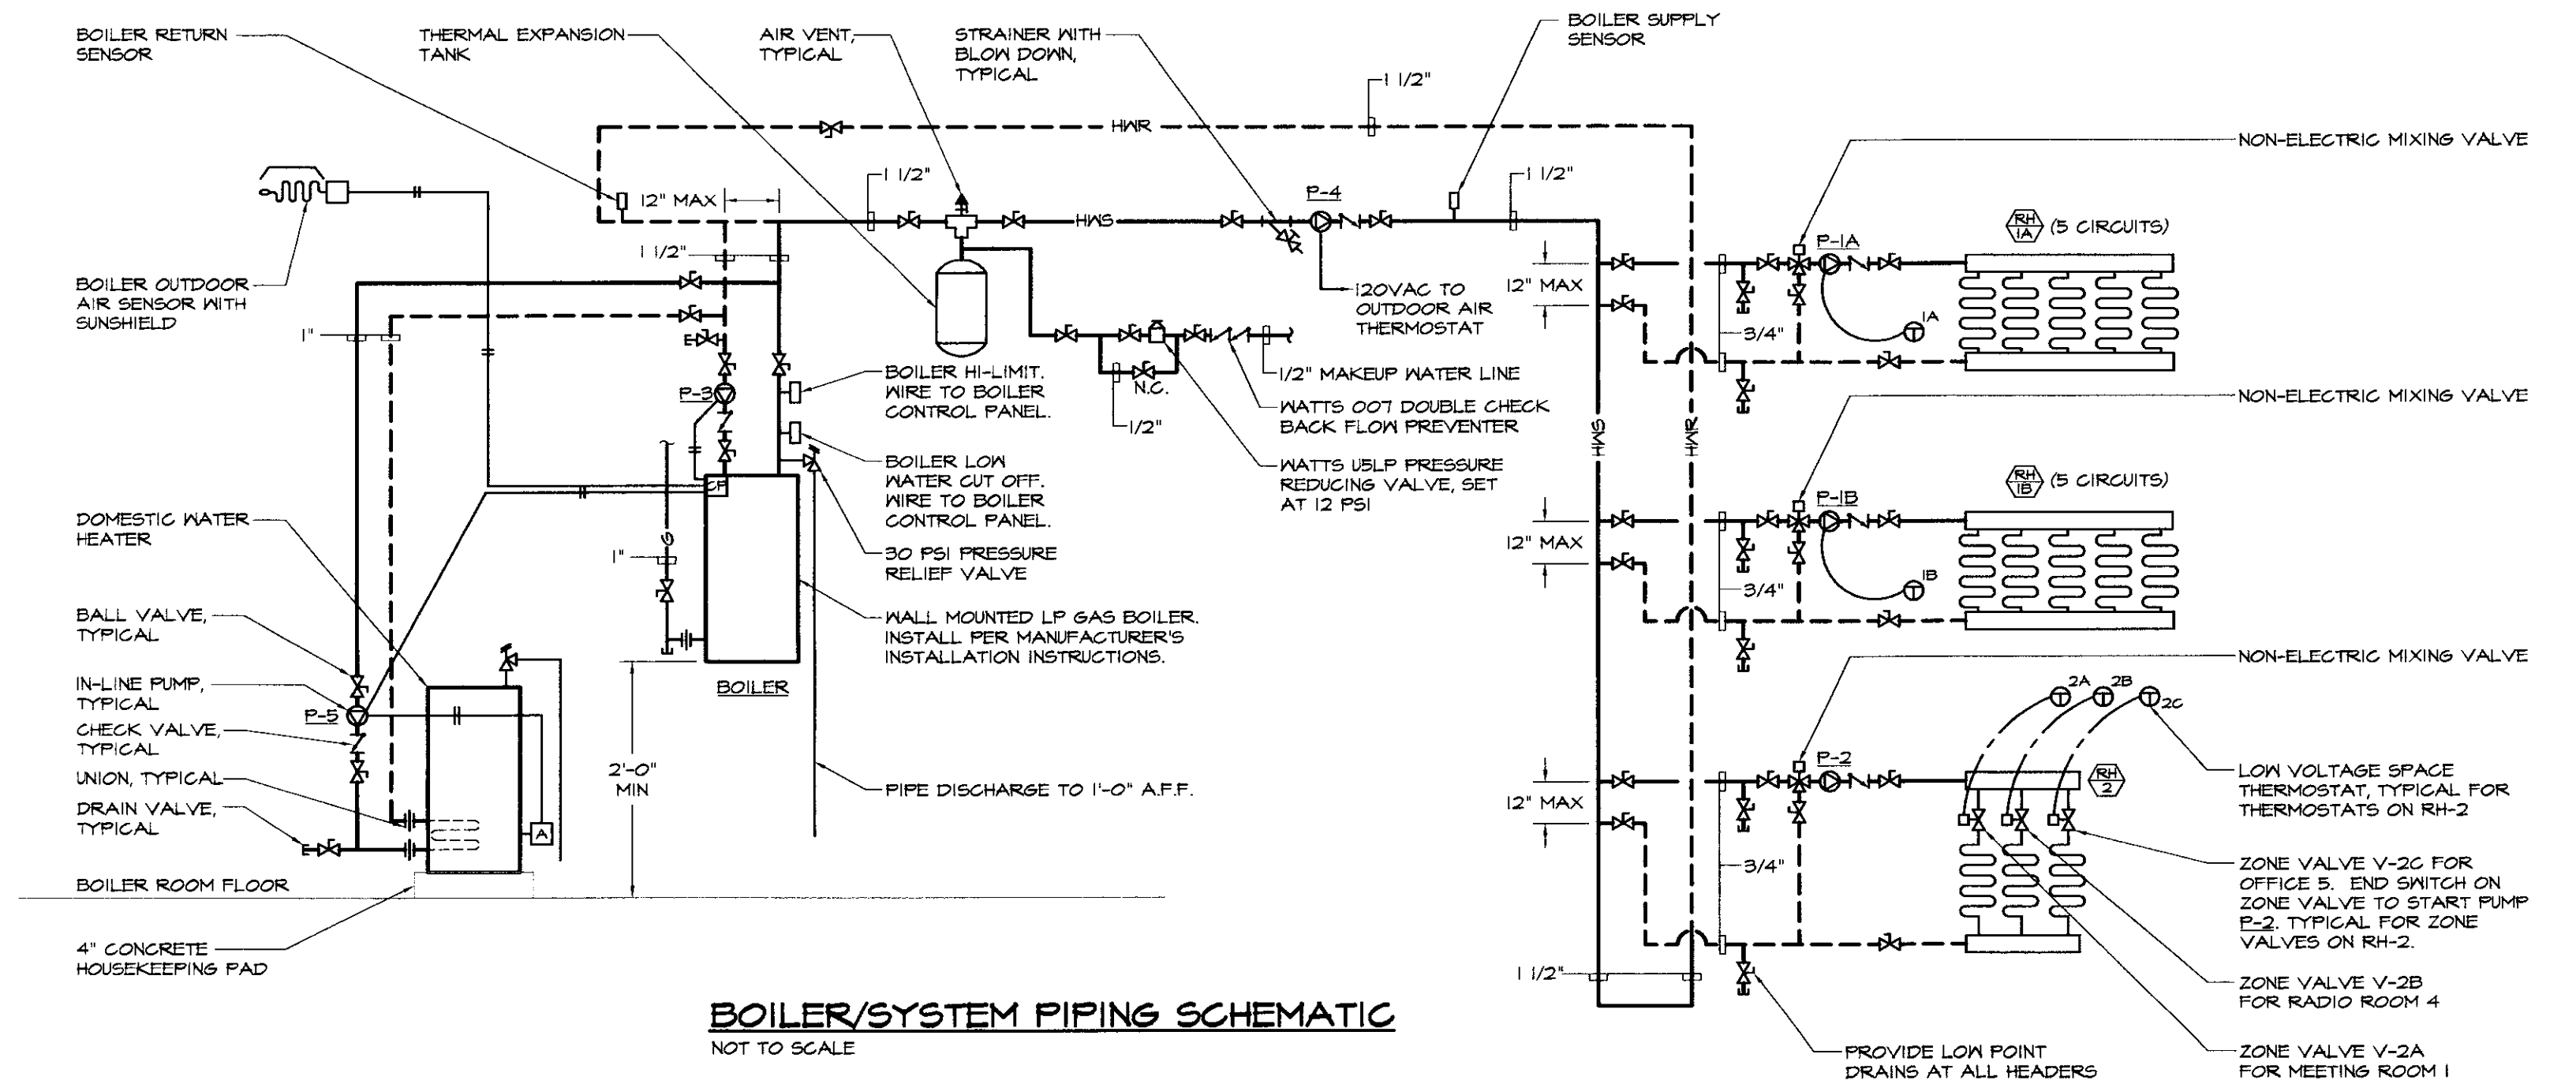 BOILER RETURN
SENSOR
THERMAL EXPANSION
TANK
AIR VENT,
TYPICAL
STRAINER WITH
BLOW DOWN,
TYPICAL
BOILER SUPPLY
SENSOR
1 1/2"
HWR
NON-ELECTRIC MIXING VALVE
12" MAX
1 1/2"
HWS
P-4
1 1/2"
RH
1A
(5 CIRCUITS)
P-1A
1 1/2"
BOILER OUTDOOR
AIR SENSOR WITH
SUNSHIELD
1"
12" MAX
120VAC TO
OUTDOOR AIR
THERMOSTAT
1A
3/4"
P-3
BOILER HI-LIMIT.
WIRE TO BOILER
CONTROL PANEL.
N.C.
1/2"
1/2" MAKEUP WATER LINE
WATTS 007 DOUBLE CHECK
BACK FLOW PREVENTER
WATTS U5LP PRESSURE
REDUCING VALVE, SET
AT 12 PSI
NON-ELECTRIC MIXING VALVE
HWS
HWR
BOILER LOW
WATER CUT OFF.
WIRE TO BOILER
CONTROL PANEL.
CP
RH
1B
(5 CIRCUITS)
P-1B
DOMESTIC WATER
HEATER
G
1"
30 PSI PRESSURE
RELIEF VALVE
12" MAX
1B
3/4"
BALL VALVE,
TYPICAL
WALL MOUNTED LP GAS BOILER.
INSTALL PER MANUFACTURER'S
INSTALLATION INSTRUCTIONS.
NON-ELECTRIC MIXING VALVE
BOILER
IN-LINE PUMP,
TYPICAL
P-5
CHECK VALVE,
TYPICAL
UNION, TYPICAL
DRAIN VALVE,
TYPICAL
A
2'-0"
MIN
PIPE DISCHARGE TO 1'-0" A.F.F.
2A
2B
2C
P-2
RH
2
12" MAX
3/4"
LOW VOLTAGE SPACE
THERMOSTAT, TYPICAL FOR
THERMOSTATS ON RH-2
ZONE VALVE V-2C FOR
OFFICE 5. END SWITCH ON
ZONE VALVE TO START PUMP
P-2. TYPICAL FOR ZONE
VALVES ON RH-2.
BOILER ROOM FLOOR
4" CONCRETE
HOUSEKEEPING PAD
1 1/2"
ZONE VALVE V-2B
FOR RADIO ROOM 4
BOILER/SYSTEM PIPING SCHEMATIC
NOT TO SCALE
PROVIDE LOW POINT
DRAINS AT ALL HEADERS
ZONE VALVE V-2A
FOR MEETING ROOM 1